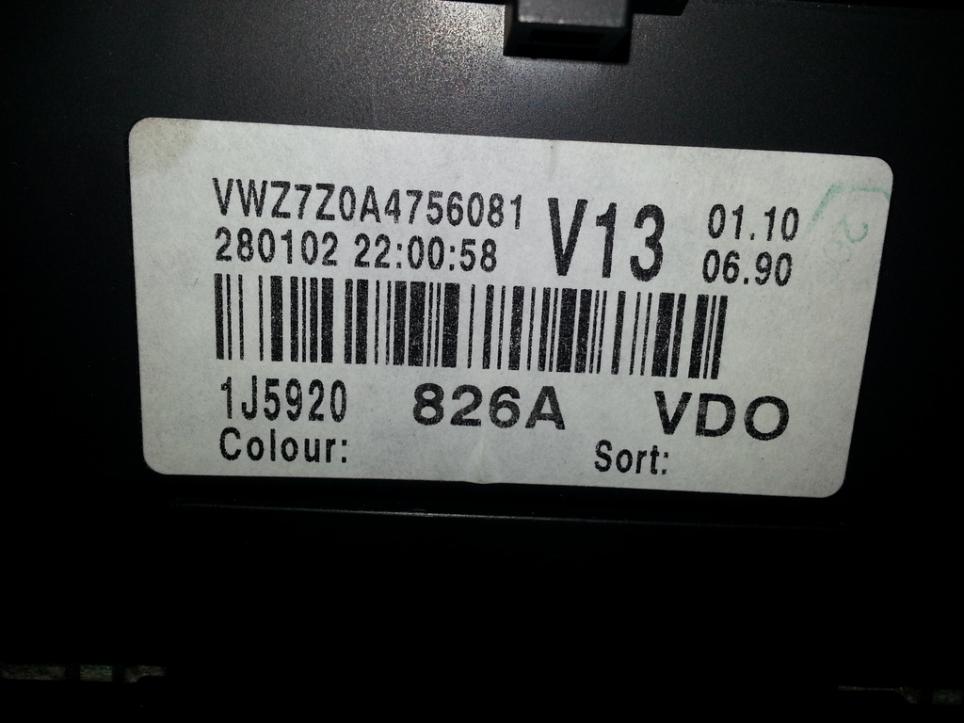 VWZ7Z0A4756081 V13 01.10
280102 22:00:58 06.90
1J5920 826A VDO
Colour: Sort: